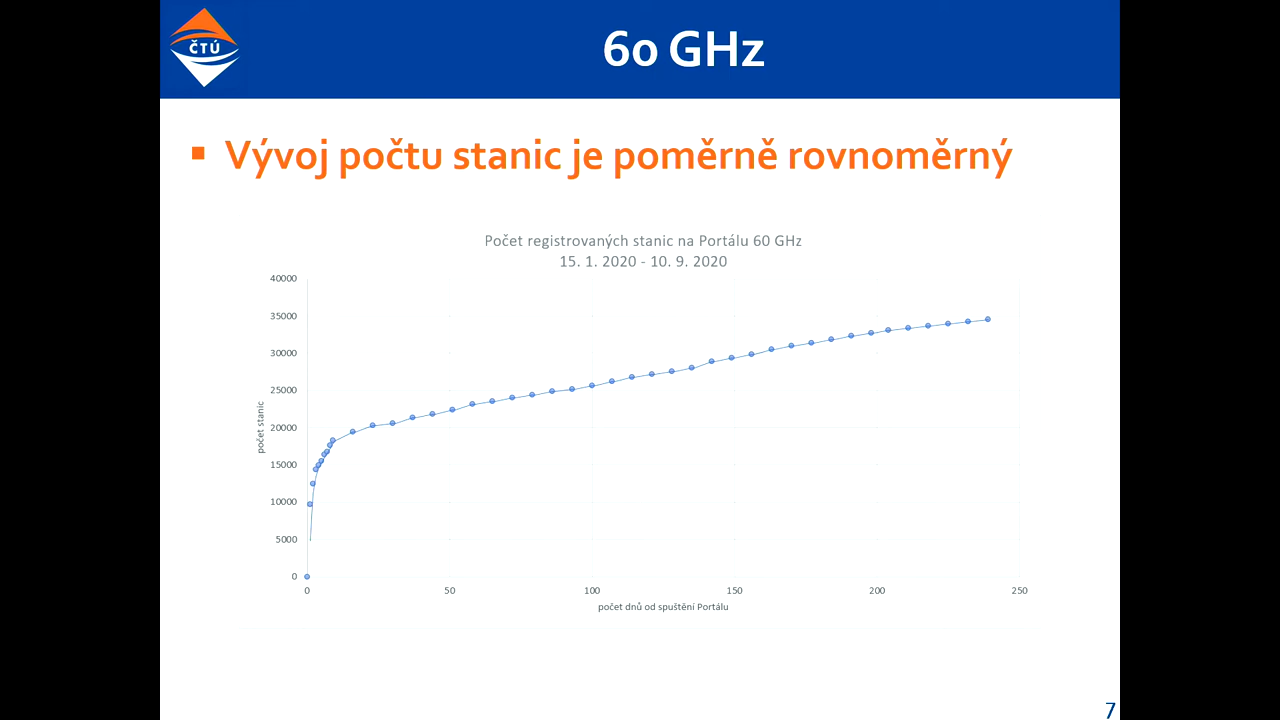 ČTÚ
60 GHz
▪ Vývoj počtu stanic je poměrně rovnoměrný
Počet registrovaných stanic na Portálu 60 GHz
15. 1. 2020 - 10. 9. 2020
40000
35000
30000
25000
20000
15000
10000
5000
0
počet stanic
0 50 100 150 200 250
počet dnů od spuštění Portálu
7